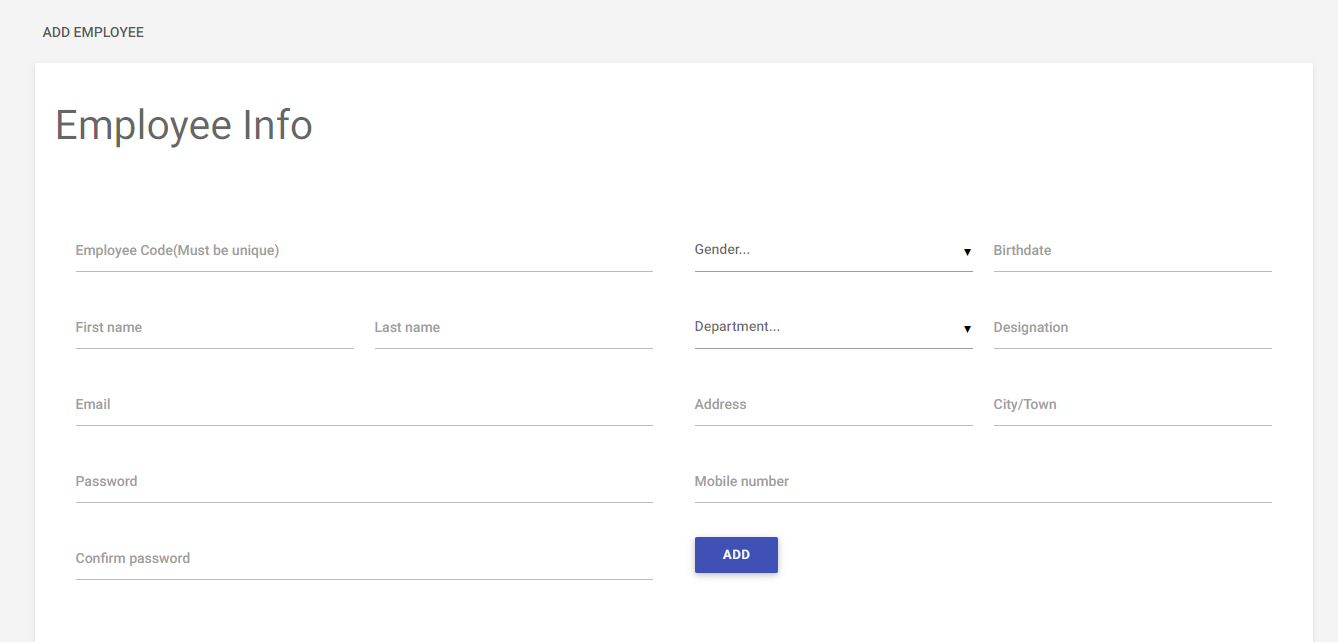 ADD EMPLOYEE
Employee Info
Employee Code(Must be unique)
Gender...
Birthdate
First name
Last name
Department...
Designation
Email
Address
City/Town
Password
Mobile number
Confirm password
ADD